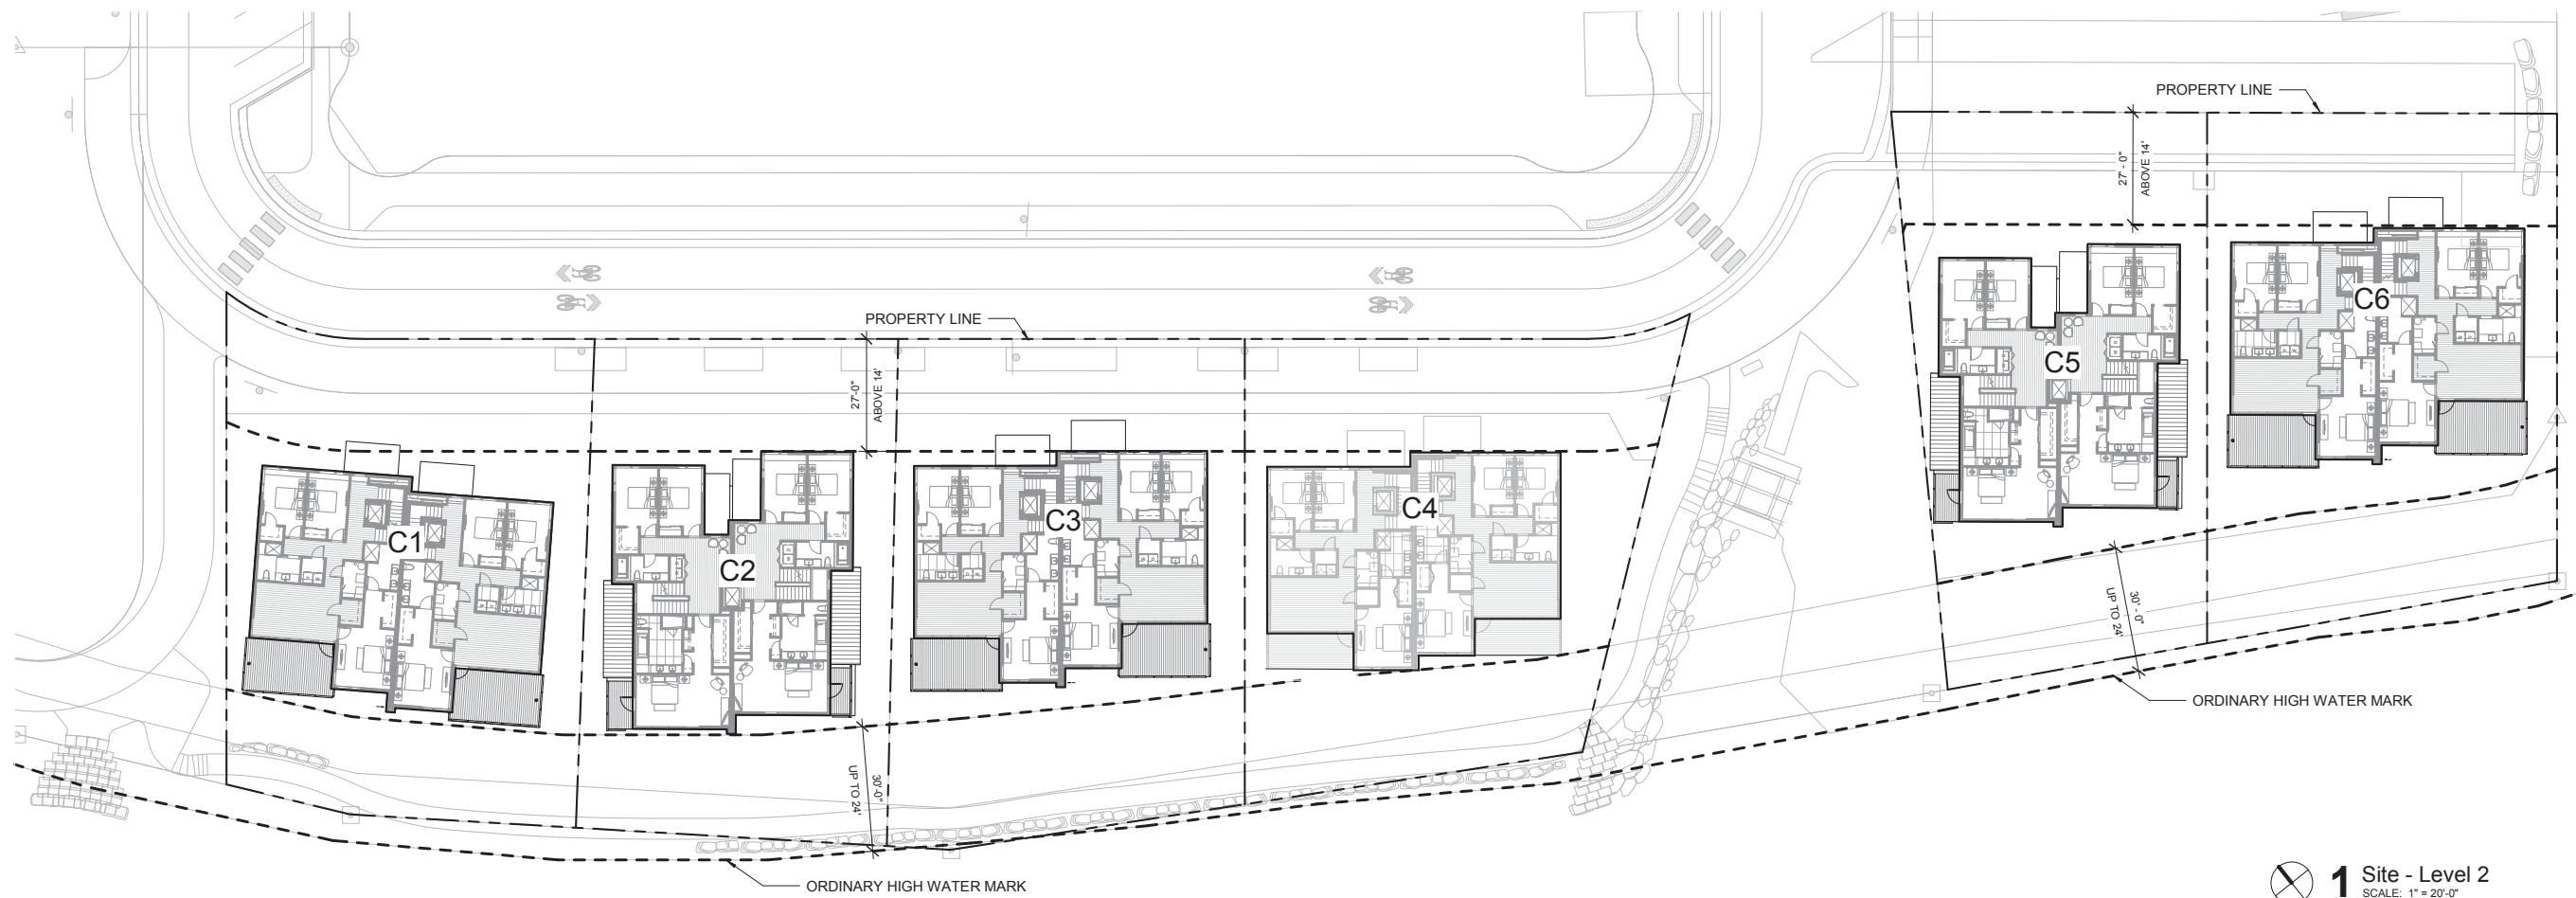 PROPERTY LINE
27' - 0"
ABOVE 14'
C6
C5
PROPERTY LINE
27'-0"
ABOVE 14'
C1
C2
C3
C4
30' - 0"
UP TO 24'
ORDINARY HIGH WATER MARK
30'-0"
UP TO 24'
ORDINARY HIGH WATER MARK
1 Site - Level 2
SCALE: 1" = 20'-0"